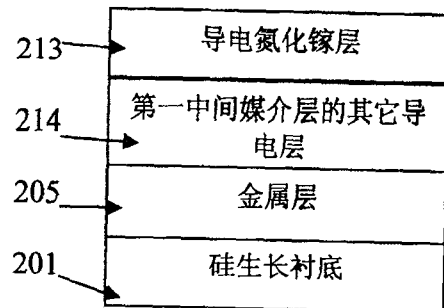 213 导电氮化镓层
214 第一中间媒介层的其它导
电层
205 金属层
201 硅生长衬底